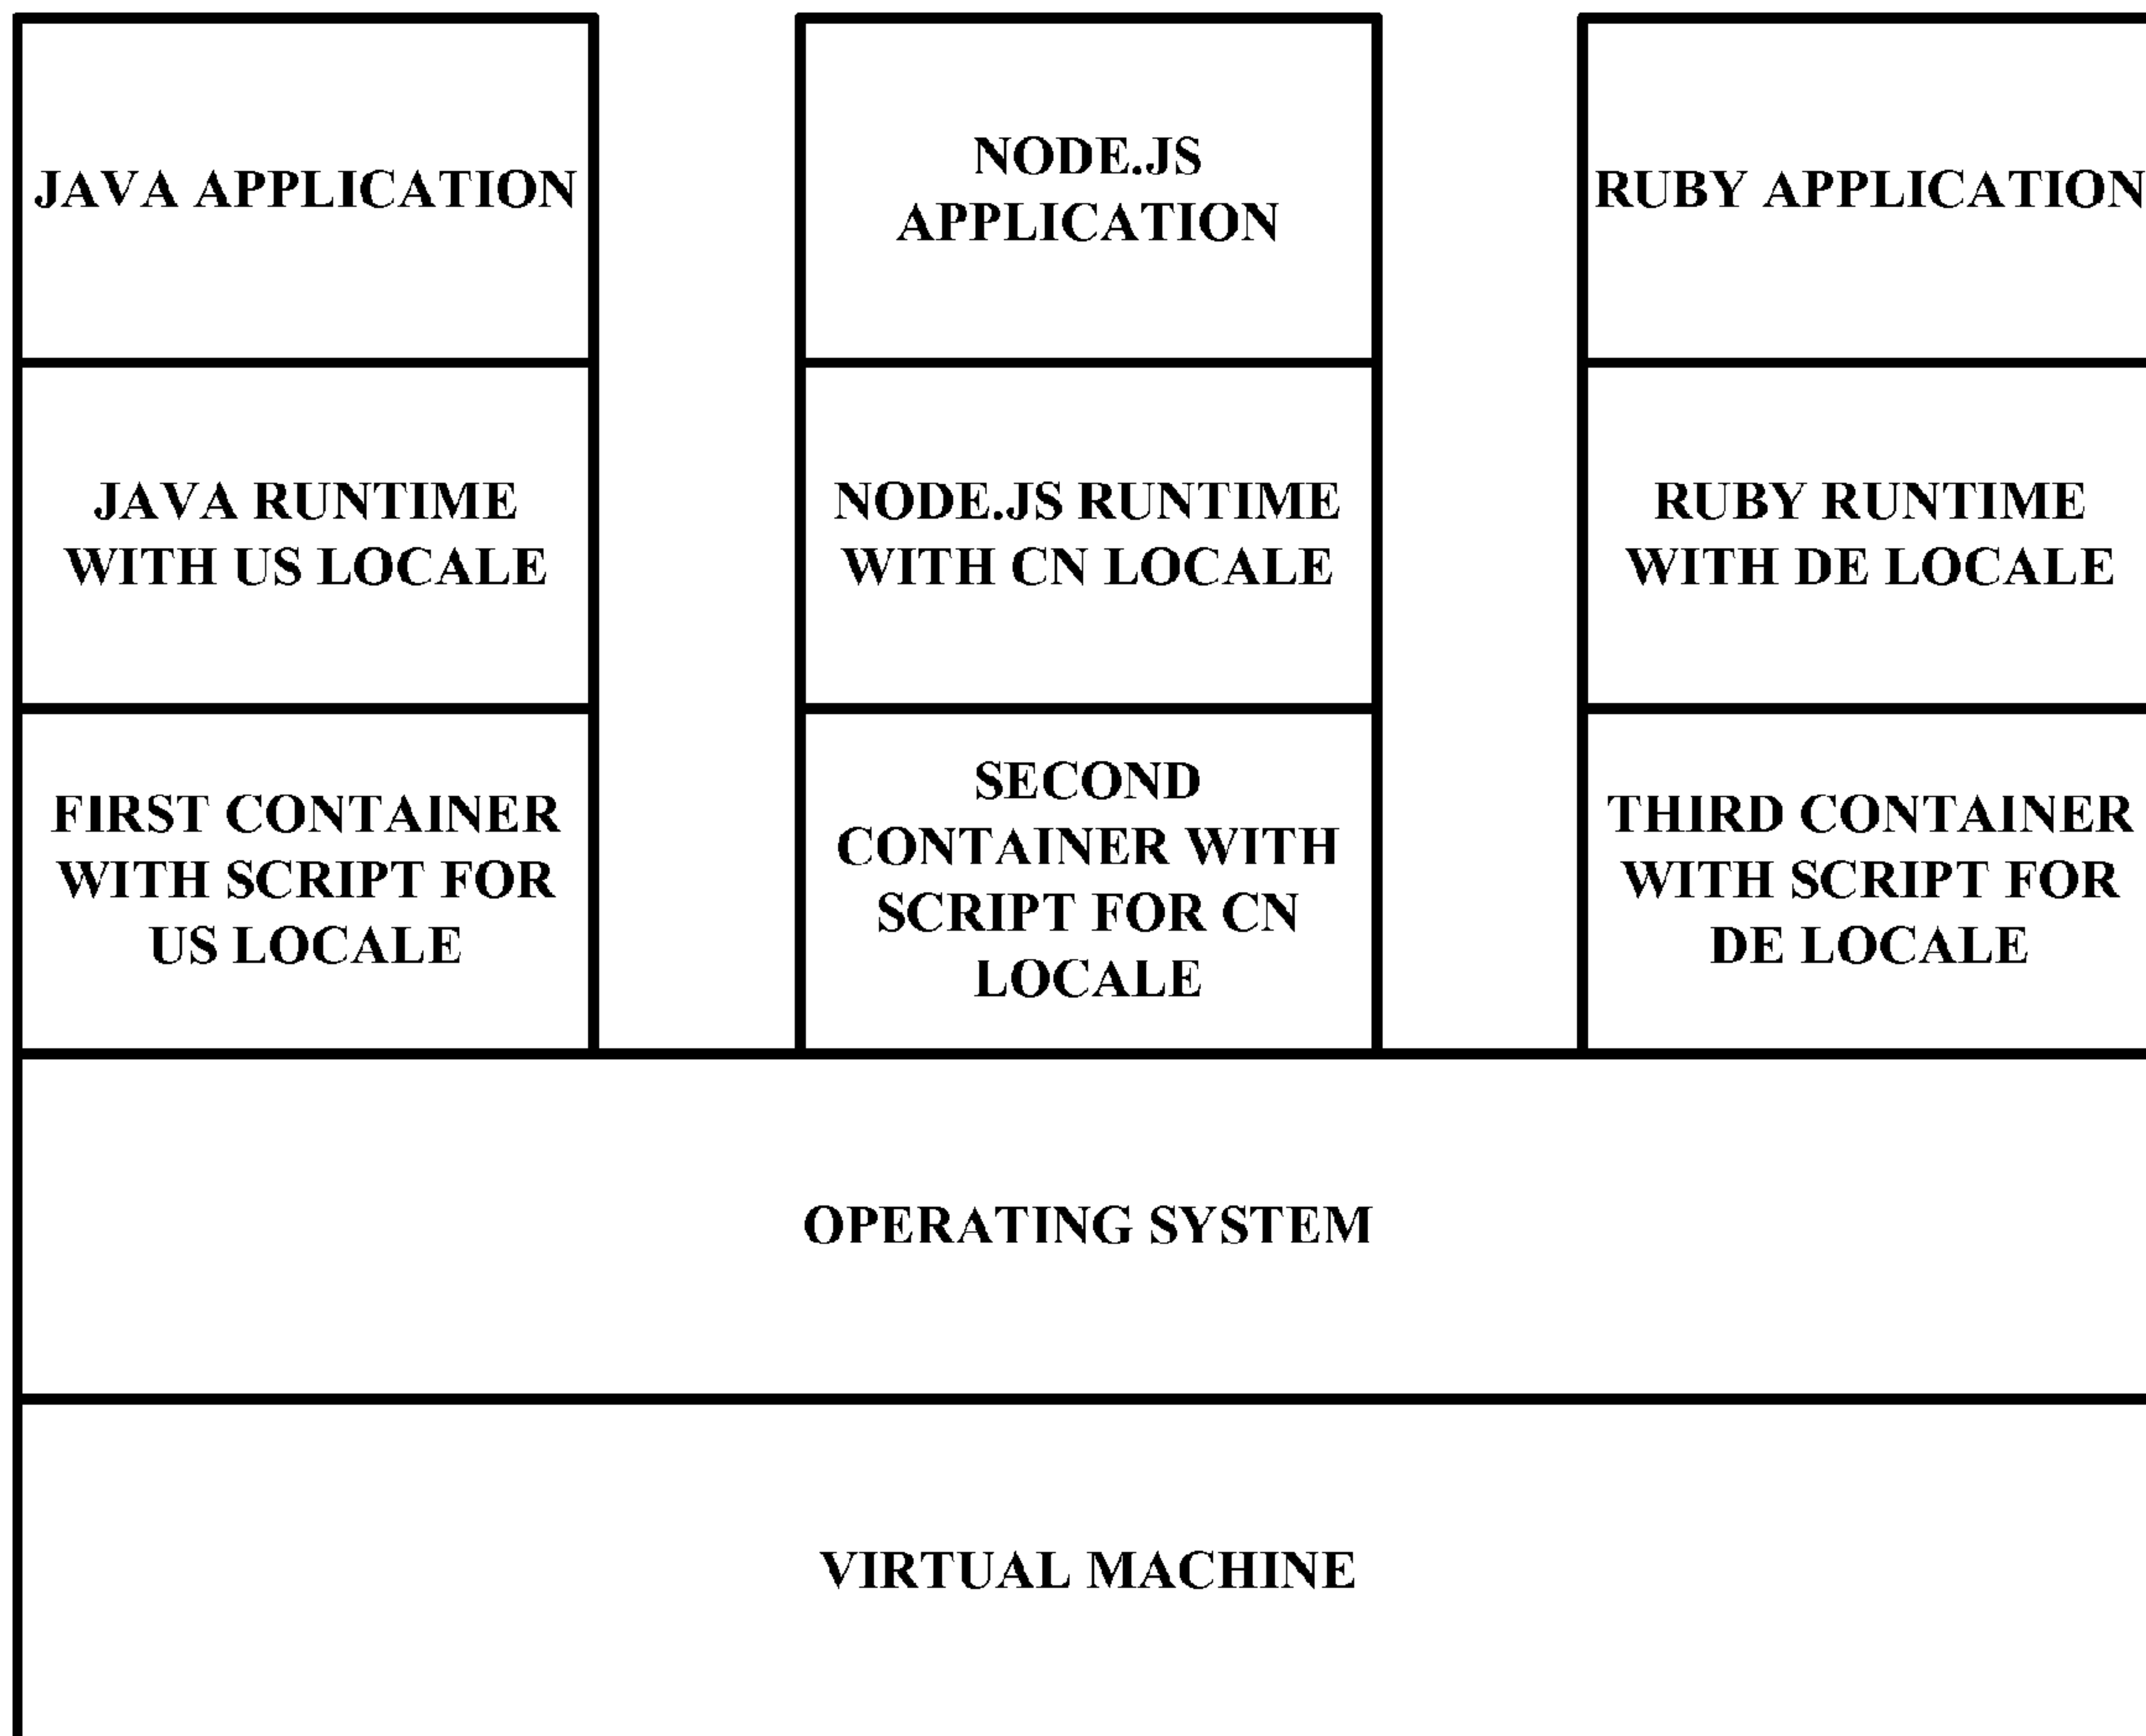 JAVA APPLICATION
NODE.JS
APPLICATION
RUBY APPLICATION
JAVA RUNTIME
WITH US LOCALE
NODE.JS RUNTIME
WITH CN LOCALE
RUBY RUNTIME
WITH DE LOCALE
FIRST CONTAINER
WITH SCRIPT FOR
US LOCALE
SECOND
CONTAINER WITH
SCRIPT FOR CN
LOCALE
THIRD CONTAINER
WITH SCRIPT FOR
DE LOCALE
OPERATING SYSTEM
VIRTUAL MACHINE